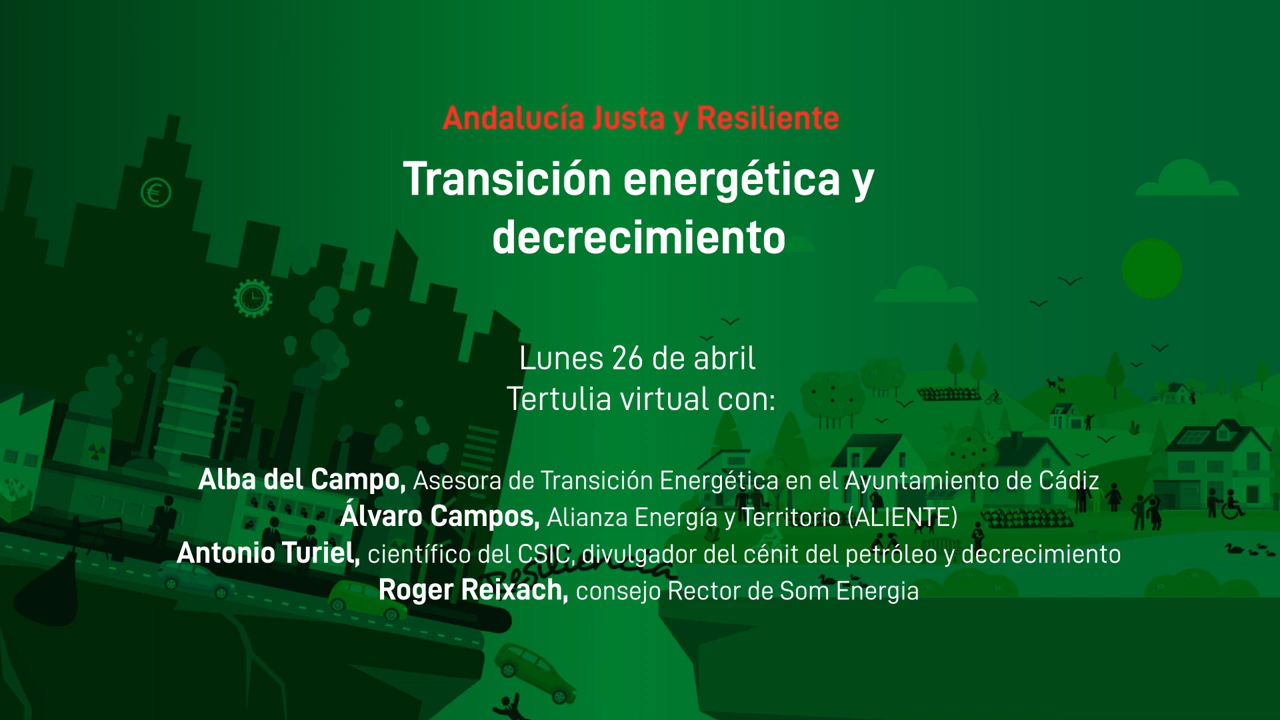 Andalucía Justa y Resiliente
Transición energética y
decrecimiento
Lunes 26 de abril
Tertulia virtual con:
Alba del Campo, Asesora de Transición Energética en el Ayuntamiento de Cádiz
Álvaro Campos, Alianza Energía y Territorio (ALIENTE)
Antonio Turiel, científico del CSIC, divulgador del cénit del petróleo y decrecimiento
Resiliencia
Roger Reixach, consejo Rector de Som Energia